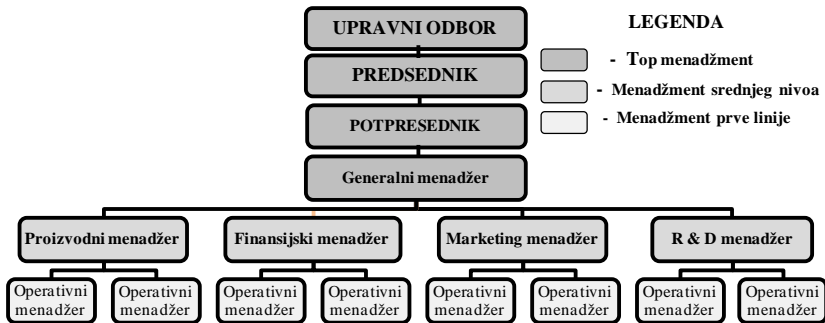 UPRAVNI ODBOR
PREDSEDNIK
POTPRESEDNIK
Generalni menadžer
LEGENDA
- Top menadžment
- Menadžment srednjeg nivoa
- Menadžment prve linije
Proizvodni menadžer
Finansijski menadžer
Marketing menadžer
R & D menadžer
Operativni
menadžer
Operativni
menadžer
Operativni
menadžer
Operativni
menadžer
Operativni
menadžer
Operativni
menadžer
Operativni
menadžer
Operativni
menadžer